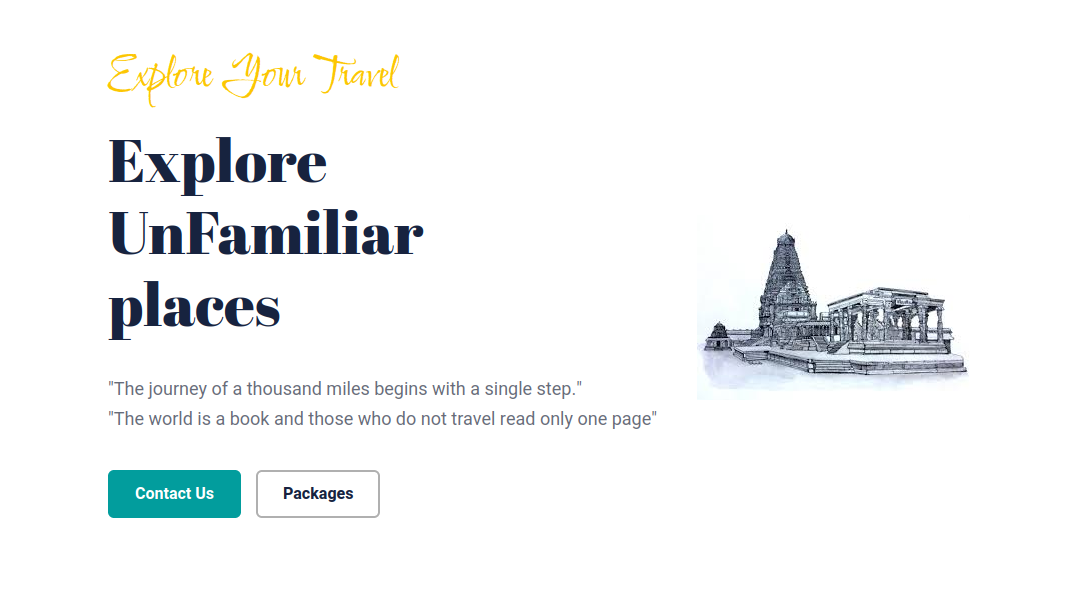 Explore Your Travel
Explore
UnFamiliar
places
"The journey of a thousand miles begins with a single step."
"The world is a book and those who do not travel read only one page"
Contact Us
Packages